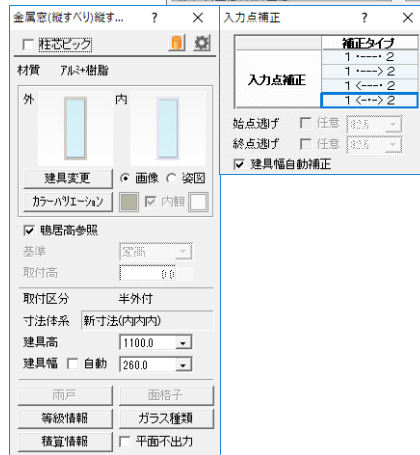 金属窓(縦すべり)縦す... ? ×
柱芯ピック
材質 アルミ+樹脂
外 内
建具変更 画像 姿図
カラーバリエーション 内観
鴨居高参照
基準 窓高
取付高 0.0
取付区分 半外付
寸法体系 新寸法(内内内)
建具高 1100.0
建具幅 自動 260.0
雨戸 面格子
等級情報 ガラス種類
積算情報 平面不出力
入力点補正 ? ×
補正タイプ
入力点補正
1 ・---・ 2
1 ・---> 2
1 <---・ 2
1 <-・-> 2
始点逃げ 任意 32.5
終点逃げ 任意 32.5
建具幅自動補正